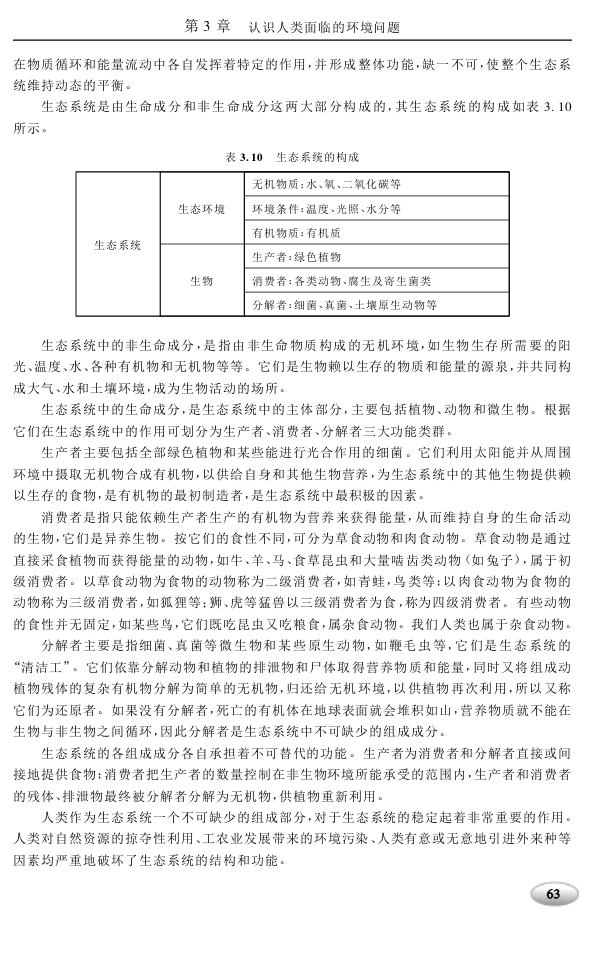 第 3 章 认识人类面临的环境问题
在物质循环和能量流动中各自发挥着特定的作用,并形成整体功能,缺一不可,使整个生态系
统维持动态的平衡。
生态系统是由生命成分和非生命成分这两大部分构成的,其生态系统的构成如表 3.10
所示。
表 3.10 生态系统的构成
生态系统
生态环境
无机物质:水、氧、二氧化碳等
环境条件:温度、光照、水分等
有机物质:有机质
生物
生产者:绿色植物
消费者:各类动物、腐生及寄生菌类
分解者:细菌、真菌、土壤原生动物等
生态系统中的非生命成分,是指由非生命物质构成的无机环境,如生物生存所需要的阳
光、温度、水、各种有机物和无机物等等。它们是生物赖以生存的物质和能量的源泉,并共同构
成大气、水和土壤环境,成为生物活动的场所。
生态系统中的生命成分,是生态系统中的主体部分,主要包括植物、动物和微生物。根据
它们在生态系统中的作用可划分为生产者、消费者、分解者三大功能类群。
生产者主要包括全部绿色植物和某些能进行光合作用的细菌。它们利用太阳能并从周围
环境中摄取无机物合成有机物,以供给自身和其他生物营养,为生态系统中的其他生物提供赖
以生存的食物,是有机物的最初制造者,是生态系统中最积极的因素。
消费者是指只能依赖生产者生产的有机物为营养来获得能量,从而维持自身的生命活动
的生物,它们是异养生物。按它们的食性不同,可分为草食动物和肉食动物。草食动物是通过
直接采食植物而获得能量的动物,如牛、羊、马、食草昆虫和大量啮齿类动物(如兔子),属于初
级消费者。以草食动物为食物的动物称为二级消费者,如青蛙,鸟类等;以肉食动物为食物的
动物称为三级消费者,如狐狸等;狮、虎等猛兽以三级消费者为食,称为四级消费者。有些动物
的食性并无固定,如某些鸟,它们既吃昆虫又吃粮食,属杂食动物。我们人类也属于杂食动物。
分解者主要是指细菌、真菌等微生物和某些原生动物,如鞭毛虫等,它们是生态系统的
“清洁工”。它们依靠分解动物和植物的排泄物和尸体取得营养物质和能量,同时又将组成动
植物残体的复杂有机物分解为简单的无机物,归还给无机环境,以供植物再次利用,所以又称
它们为还原者。如果没有分解者,死亡的有机体在地球表面就会堆积如山,营养物质就不能在
生物与非生物之间循环,因此分解者是生态系统中不可缺少的组成成分。
生态系统的各组成成分各自承担着不可替代的功能。生产者为消费者和分解者直接或间
接地提供食物;消费者把生产者的数量控制在非生物环境所能承受的范围内,生产者和消费者
的残体、排泄物最终被分解者分解为无机物,供植物重新利用。
人类作为生态系统一个不可缺少的组成部分,对于生态系统的稳定起着非常重要的作用。
人类对自然资源的掠夺性利用、工农业发展带来的环境污染、人类有意或无意地引进外来种等
因素均严重地破坏了生态系统的结构和功能。
63